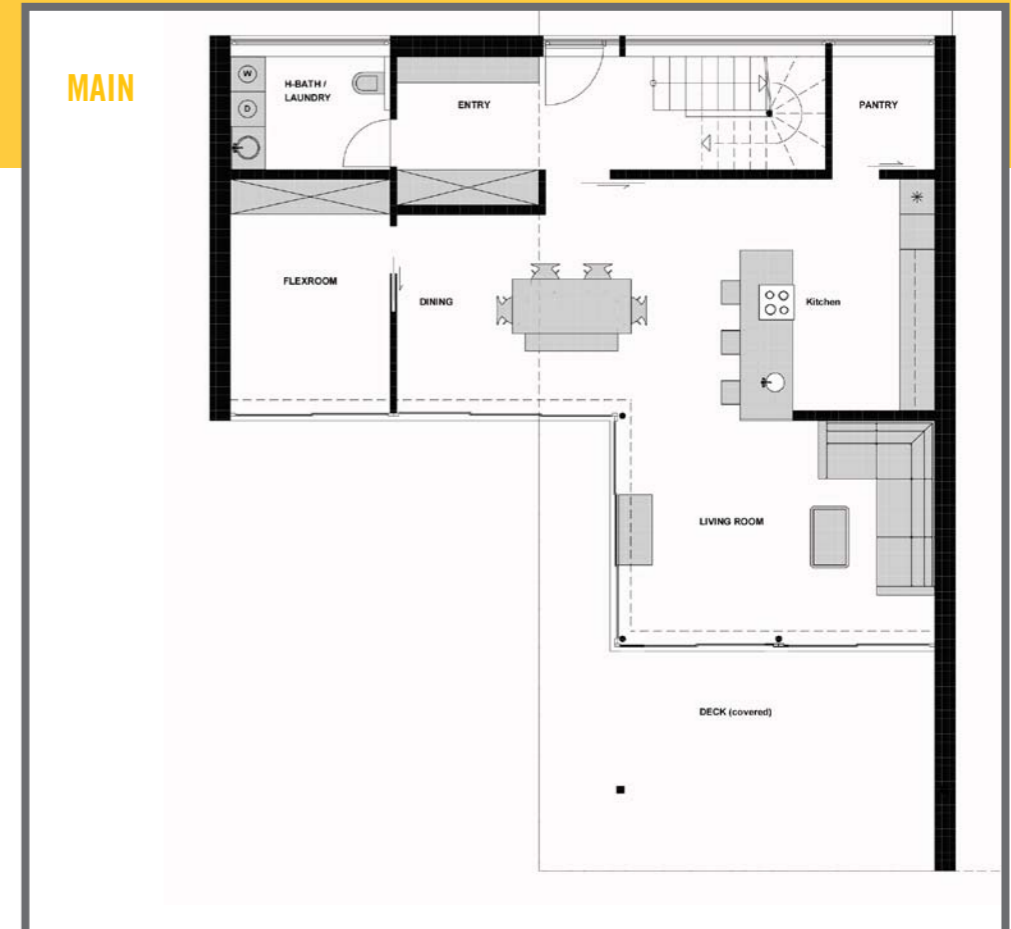 MAIN
W
D
H-BATH /
LAUNDRY
ENTRY
PANTRY
FLEXROOM
DINING
Kitchen
LIVING ROOM
DECK (covered)